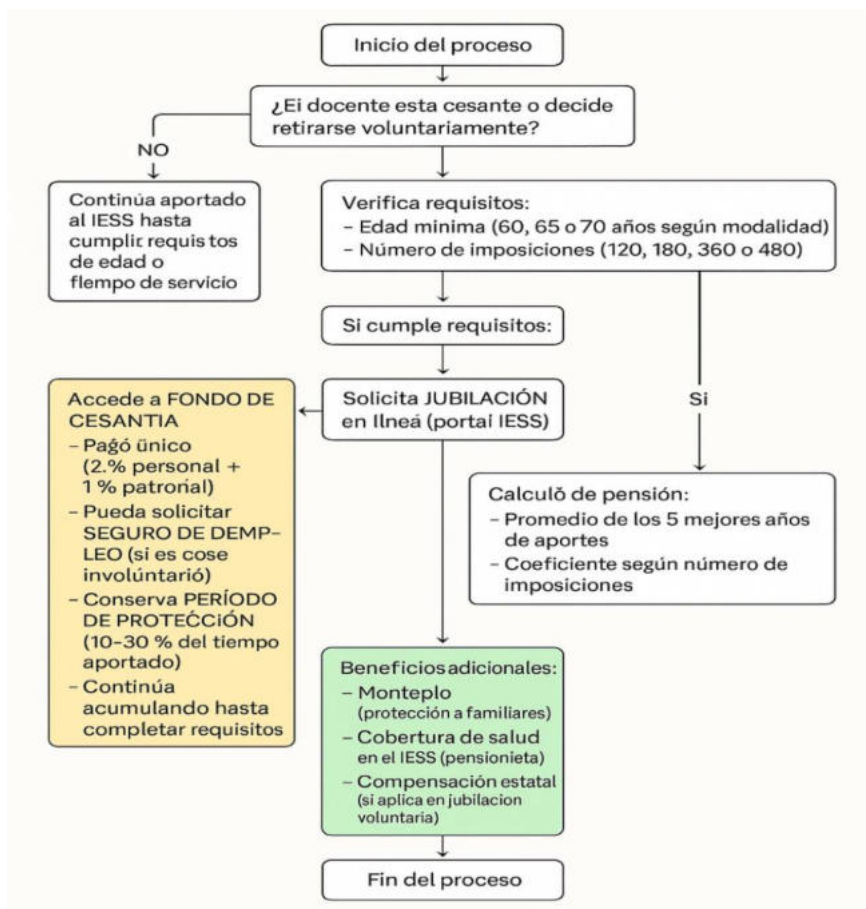 Inicio del proceso
¿Ei docente esta cesante o decide
retirarse voluntariamente?
NO
Si
Continúa aportado
al IESS hasta
cumplic requis tos
de edad o
flempo de servicio
Verifica requisitos:
– Edad minima (60, 65 o 70 años según modalidad)
– Número de imposiciones (120, 180, 360 o 480)
Si cumple requisitos:
Accede a FONDO DE
CESANTIA
– Pagó ünico
(2.% personal +
1 % patronal)
– Pueda solicitar
SEGURO DE DEMP-
LEO (si es cose
involúntarió)
– Conserva PERÍODO
DE PROTEĆCIÓN
(10-30 % del tiempo
aportado)
– Continúa
acumulando hasta
completar requisitos
Solicita JUBILACIÓN
en Ilneá (portai IESS)
Si
Calculŏ de pensión:
– Promedio de los 5 mejores años
de aportes
– Coeficiente según número de
imposiciones
Beneficios adicionales:
– Monteplo
(protección a familiares)
– Cobertura de salud
en el IESS (pensionieta)
– Compensación estatal
(si aplica en jubilacion
voluntaria)
Fin del proceso